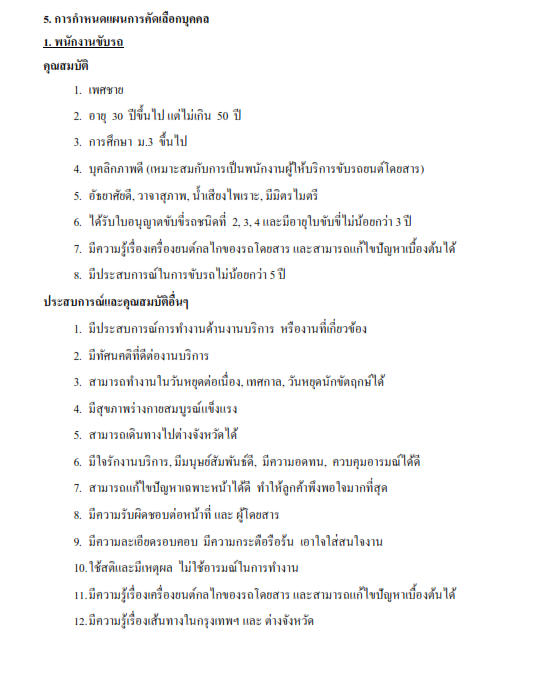 5. การกำหนดแผนการคัดเลือกบุคคล
1. พนักงานขับรถ
คุณสมบัติ
1. เพศชาย
2. อายุ 30 ปีขึ้นไป แต่ไม่เกิน 50 ปี
3. การศึกษา ม.3 ขึ้นไป
4. บุคลิกภาพดี (เหมาะสมกับการเป็นพนักงานผู้ให้บริการขับรถยนต์โดยสาร)
5. อัธยาศัยดี, วาจาสุภาพ, น้ำเสียงไพเราะ, มีมิตรไมตรี
6. ได้รับใบอนุญาตขับขี่รถชนิดที่ 2, 3, 4 และมีอายุใบขับขี่ไม่น้อยกว่า 3 ปี
7. มีความรู้เรื่องเครื่องยนต์กลไกของรถโดยสาร และสามารถแก้ไขปัญหาเบื้องต้นได้
8. มีประสบการณ์ในการขับรถไม่น้อยกว่า 5 ปี
ประสบการณ์และคุณสมบัติอื่นๆ
1. มีประสบการณ์การทำงานด้านงานบริการ หรืองานที่เกี่ยวข้อง
2. มีทัศนคติที่ดีต่องานบริการ
3. สามารถทำงานในวันหยุดต่อเนื่อง, เทศกาล, วันหยุดนักขัตฤกษ์ได้
4. มีสุขภาพร่างกายสมบูรณ์แข็งแรง
5. สามารถเดินทางไปต่างจังหวัดได้
6. มีใจรักงานบริการ, มีมนุษย์สัมพันธ์ดี, มีความอดทน, ควบคุมอารมณ์ได้ดี
7. สามารถแก้ไขปัญหาเฉพาะหน้าได้ดี ทำให้ลูกค้าพึงพอใจมากที่สุด
8. มีความรับผิดชอบต่อหน้าที่ และ ผู้โดยสาร
9. มีความละเอียดรอบคอบ มีความกระตือรือร้น เอาใจใส่สนใจงาน
10. ใช้สติและมีเหตุผล ไม่ใช้อารมณ์ในการทำงาน
11. มีความรู้เรื่องเครื่องยนต์กลไกของรถโดยสาร และสามารถแก้ไขปัญหาเบื้องต้นได้
12. มีความรู้เรื่องเส้นทางในกรุงเทพฯ และ ต่างจังหวัด